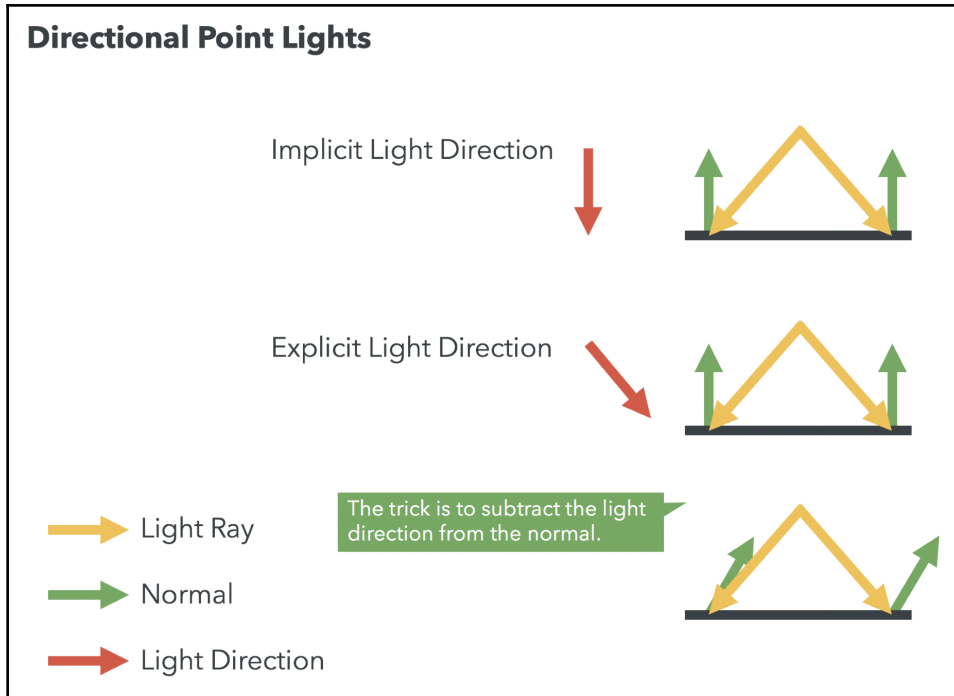 Directional Point Lights
Implicit Light Direction
Explicit Light Direction
The trick is to subtract the light
direction from the normal.
Light Ray
Normal
Light Direction